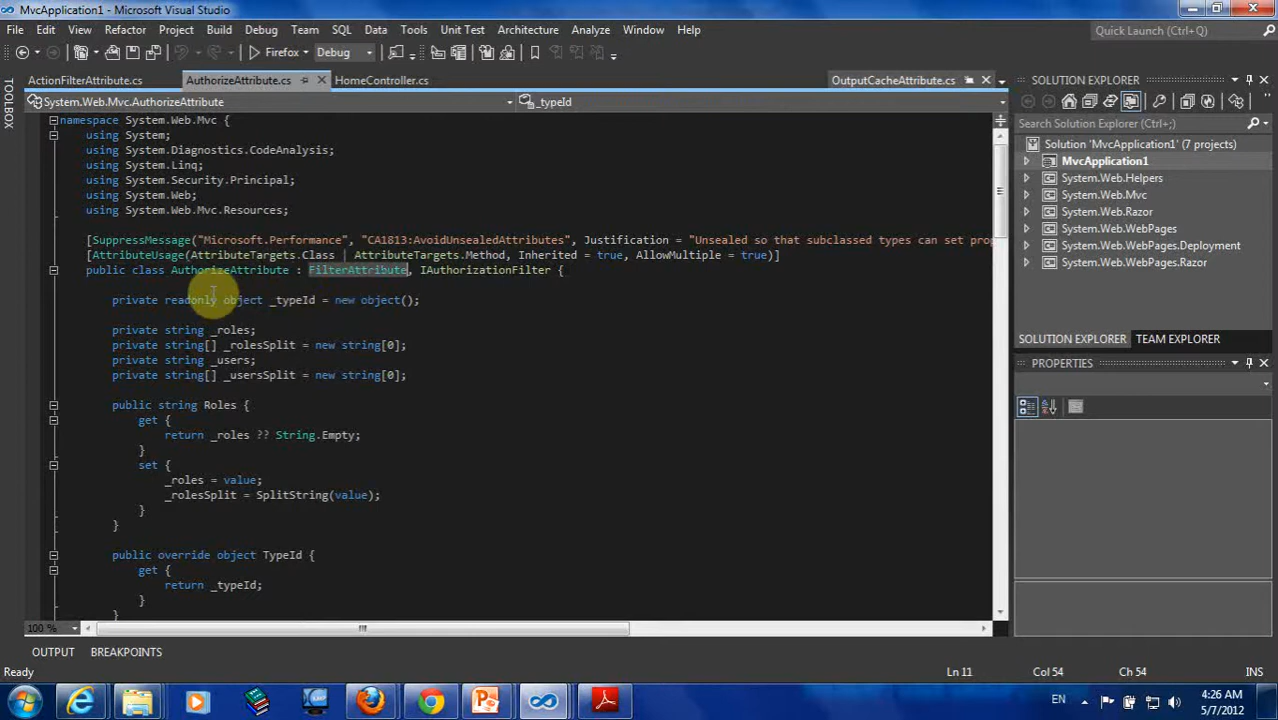 MvcApplication1 - Microsoft Visual Studio
File Edit View Refactor Project Build Debug Team SQL Data Tools Unit Test Architecture Analyze Window Help
Quick Launch (Ctrl+Q)
Firefox Debug
ActionFilterAttribute.cs AuthorizeAttribute.cs HomeController.cs OutputCacheAttribute.cs
System.Web.Mvc.AuthorizeAttribute _typeId
TOOLBOX
namespace System.Web.Mvc {
using System;
using System.Diagnostics.CodeAnalysis;
using System.Linq;
using System.Security.Principal;
using System.Web;
using System.Web.Mvc.Resources;
[SuppressMessage("Microsoft.Performance", "CA1813:AvoidUnsealedAttributes", Justification = "Unsealed so that subclassed types can set prop
[AttributeUsage(AttributeTargets.Class | AttributeTargets.Method, Inherited = true, AllowMultiple = true)]
public class AuthorizeAttribute : FilterAttribute, IAuthorizationFilter {
private readonly object _typeId = new object();
private string _roles;
private string[] _rolesSplit = new string[0];
private string _users;
private string[] _usersSplit = new string[0];
public string Roles {
get {
return _roles ?? String.Empty;
}
set {
_roles = value;
_rolesSplit = SplitString(value);
}
}
public override object TypeId {
get {
return _typeId;
}
}
100 %
SOLUTION EXPLORER
Search Solution Explorer (Ctrl+;)
Solution 'MvcApplication1' (7 projects)
MvcApplication1
System.Web.Helpers
System.Web.Mvc
System.Web.Razor
System.Web.WebPages
System.Web.WebPages.Deployment
System.Web.WebPages.Razor
SOLUTION EXPLORER TEAM EXPLORER
PROPERTIES
OUTPUT BREAKPOINTS
Ready Ln 11 Col 54 Ch 54 INS
EN
4:26 AM
5/7/2012